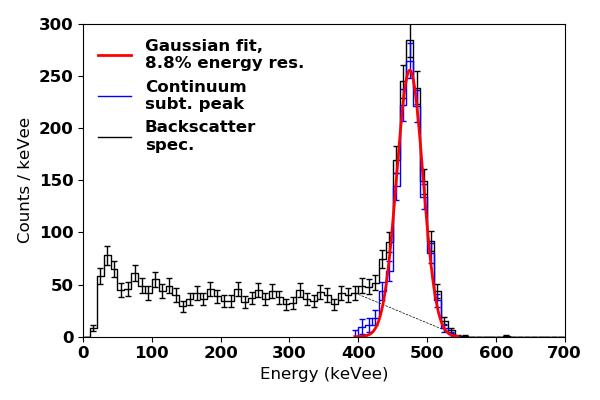 300
250
200
150
100
50
0
Counts / keVee
Gaussian fit,
8.8% energy res.
Continuum
subt. peak
Backscatter
spec.
0 100 200 300 400 500 600 700
Energy (keVee)